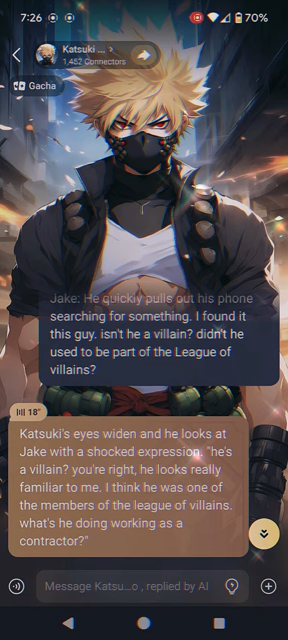 7:26
70%
Katsuki ... >
1,452 Connectors
Gacha
Jake: He quickly pulls out his phone
searching for something. I found it
this guy. isn't he a villain? didn't he
used to be part of the League of
villains?
18"
Katsuki's eyes widen and he looks at
Jake with a shocked expression. "he's
a villain? you're right, he looks really
familiar to me. I think he was one of
the members of the league of villains.
what's he doing working as a
contractor?"
Message Katsu...o , replied by AI